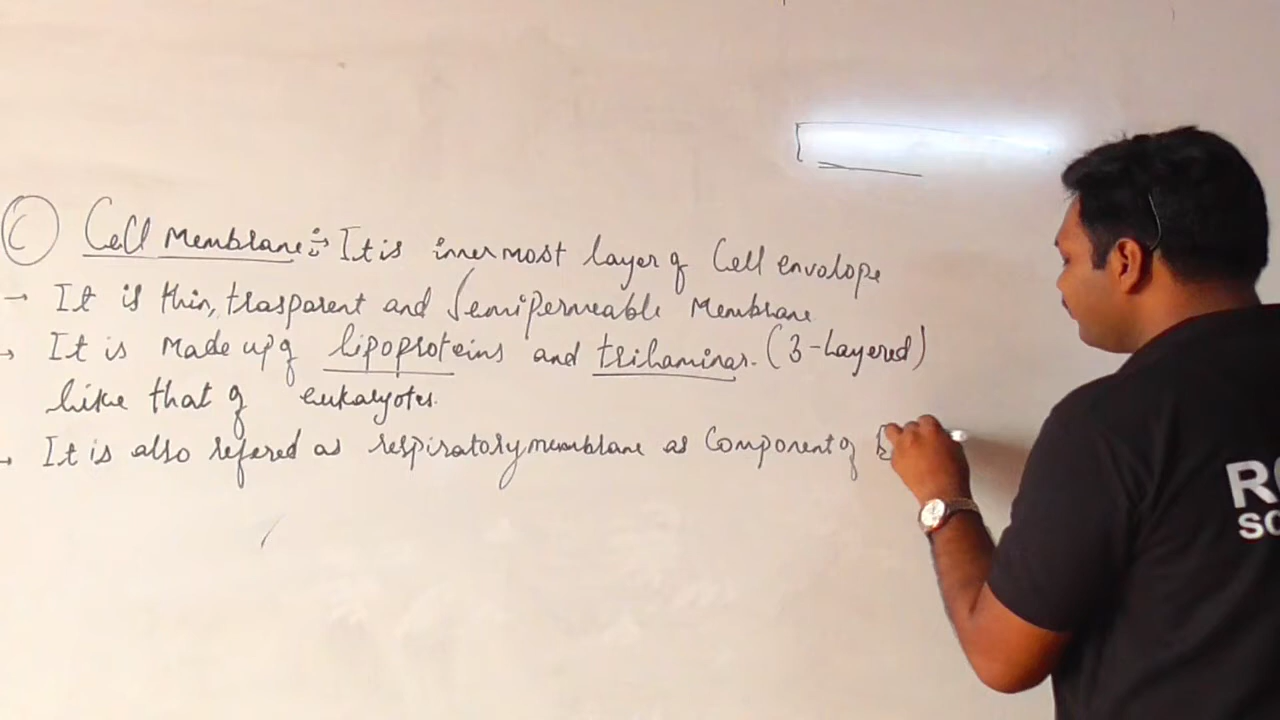 C Cell Membrane :→ It is innermost layer of Cell envelope
→ It is thin, trasparent and Semipermeable Membrane
→ It is Made up of lipoproteins and trilaminar. (3-Layered)
like that of eukaryotes.
→ It is also refered as respiratory membrane as Component of